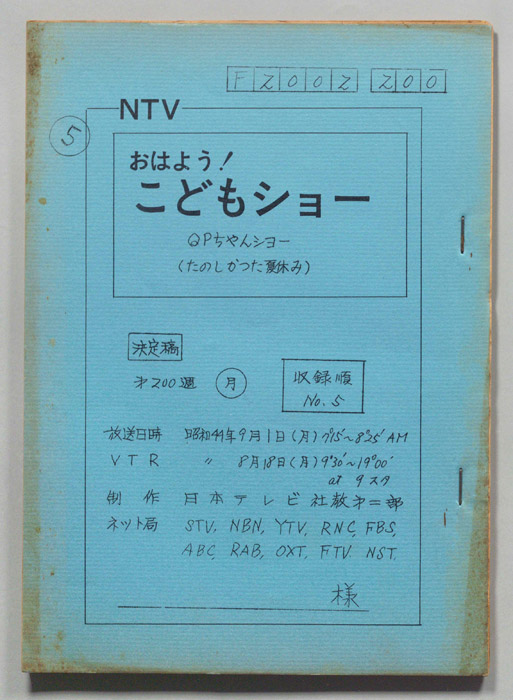 F2002 200
5
NTV
おはよう!
こどもショー
QPちゃんショー
(たのしかった夏休み)
決定稿
才200週 月
収録順
No. 5
放送日時 昭和44年9月1日(月) 7°15'~8°25' AM
VTR 〃 8月18日(月) 9°30'~19°00'
at 9スタ
制作 日本テレビ社教才二部
ネット局 STV, NBN, YTV, RNC, FBS,
ABC, RAB, OXT, FTV. NST.
様